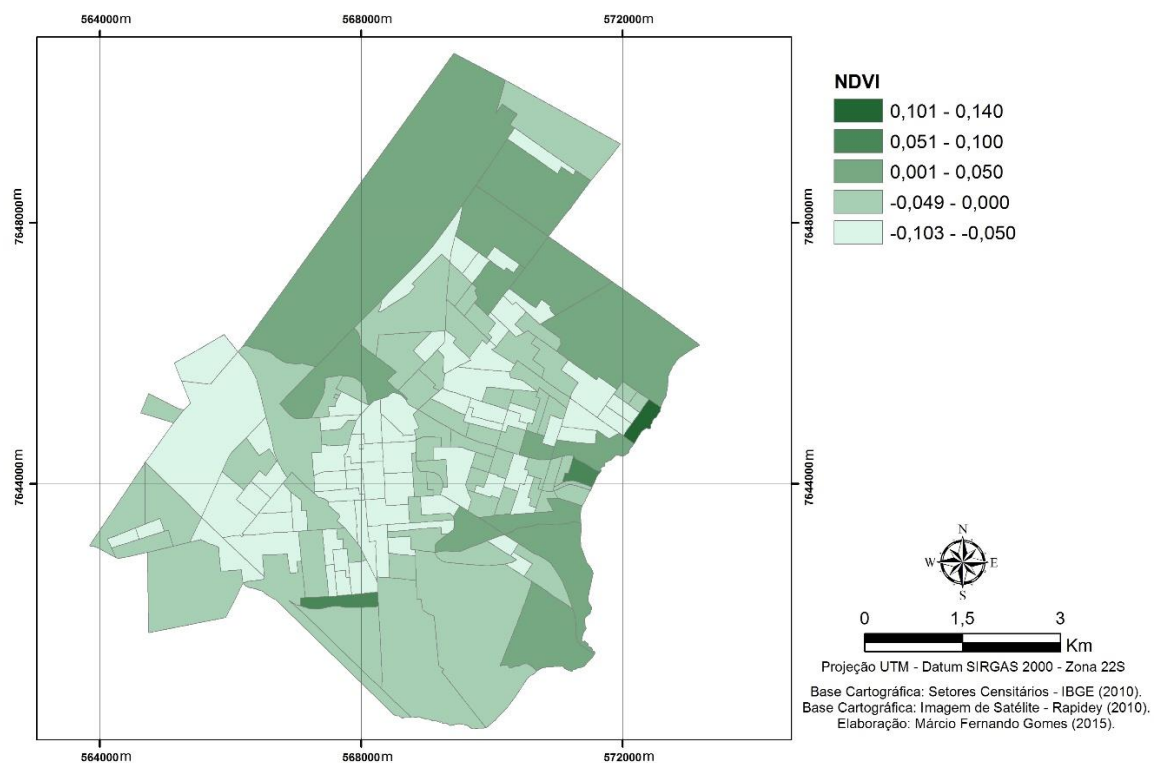 564000m 568000m 572000m
7648000m
7644000m
7648000m
7644000m
564000m 568000m 572000m
NDVI
0,101 - 0,140
0,051 - 0,100
0,001 - 0,050
-0,049 - 0,000
-0,103 - -0,050
N
W E
S
0 1,5 3
Km
Projeção UTM - Datum SIRGAS 2000 - Zona 22S
Base Cartográfica: Setores Censitários - IBGE (2010).
Base Cartográfica: Imagem de Satélite - Rapidey (2010).
Elaboração: Márcio Fernando Gomes (2015).